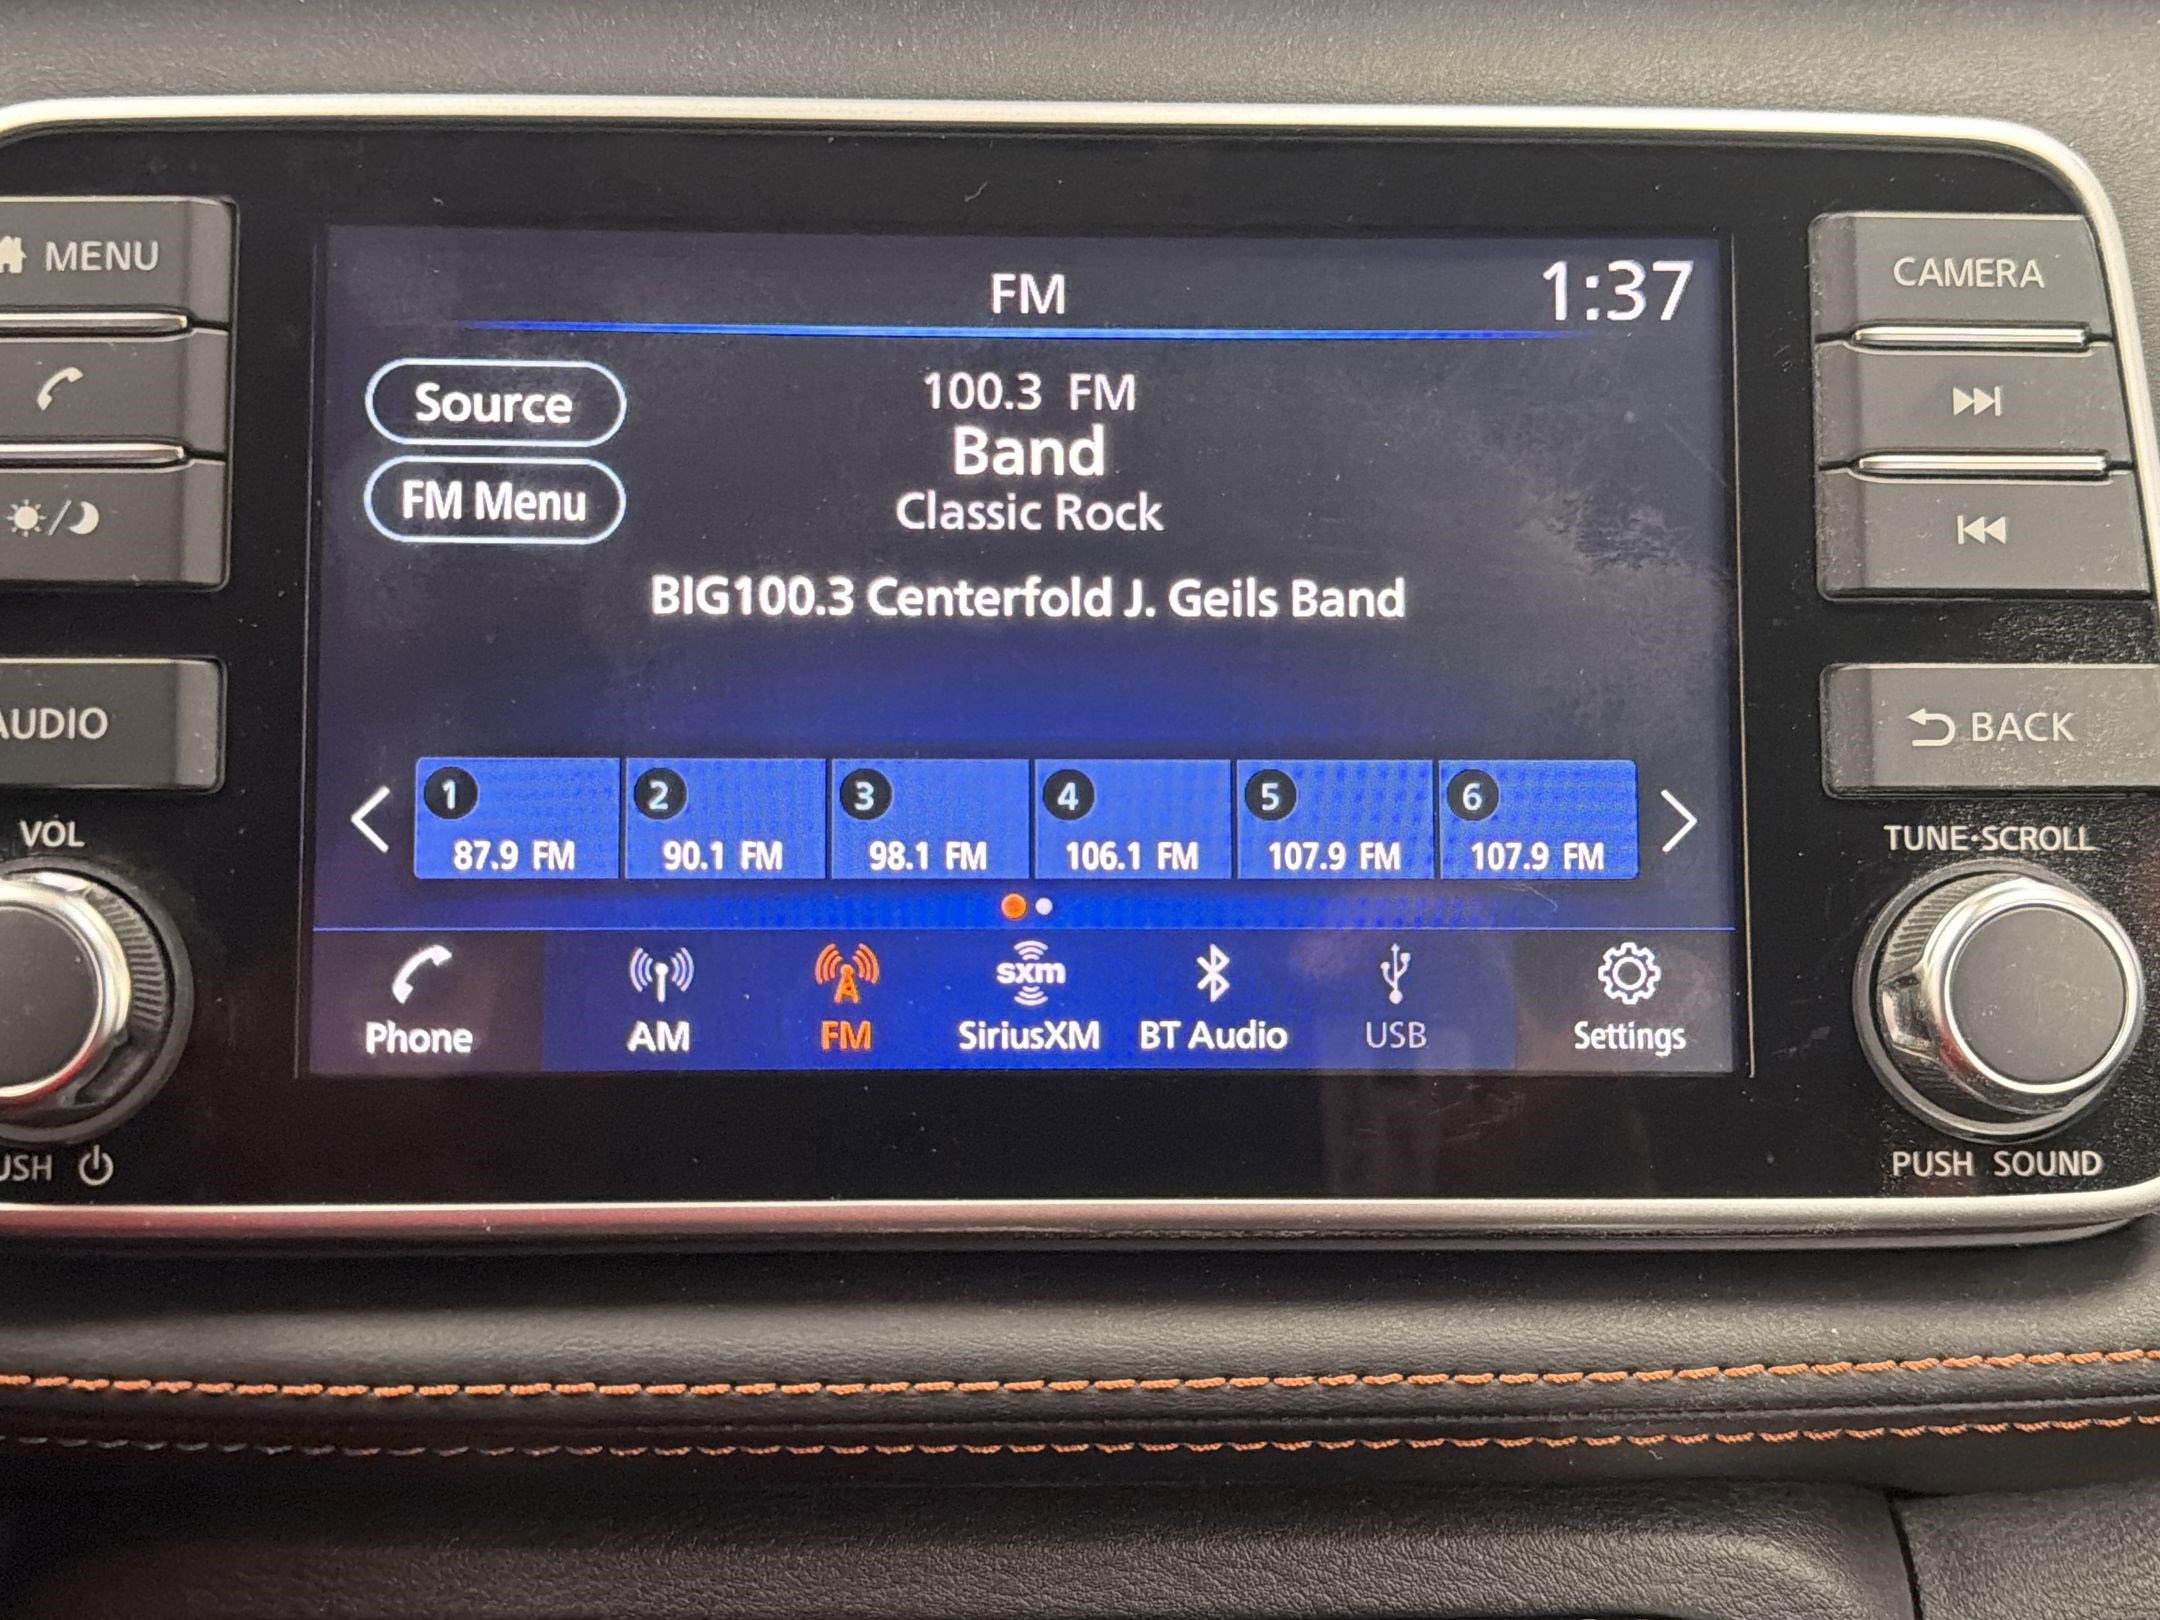 MENU
CAMERA
FM
1:37
Source
100.3 FM
Band
FM Menu
Classic Rock
BIG100.3 Centerfold J. Geils Band
AUDIO
BACK
VOL
TUNE·SCROLL
1
2
3
4
5
6
87.9 FM
90.1 FM
98.1 FM
106.1 FM
107.9 FM
107.9 FM
sxm
Phone
AM
FM
SiriusXM
BT Audio
USB
Settings
USH
PUSH SOUND